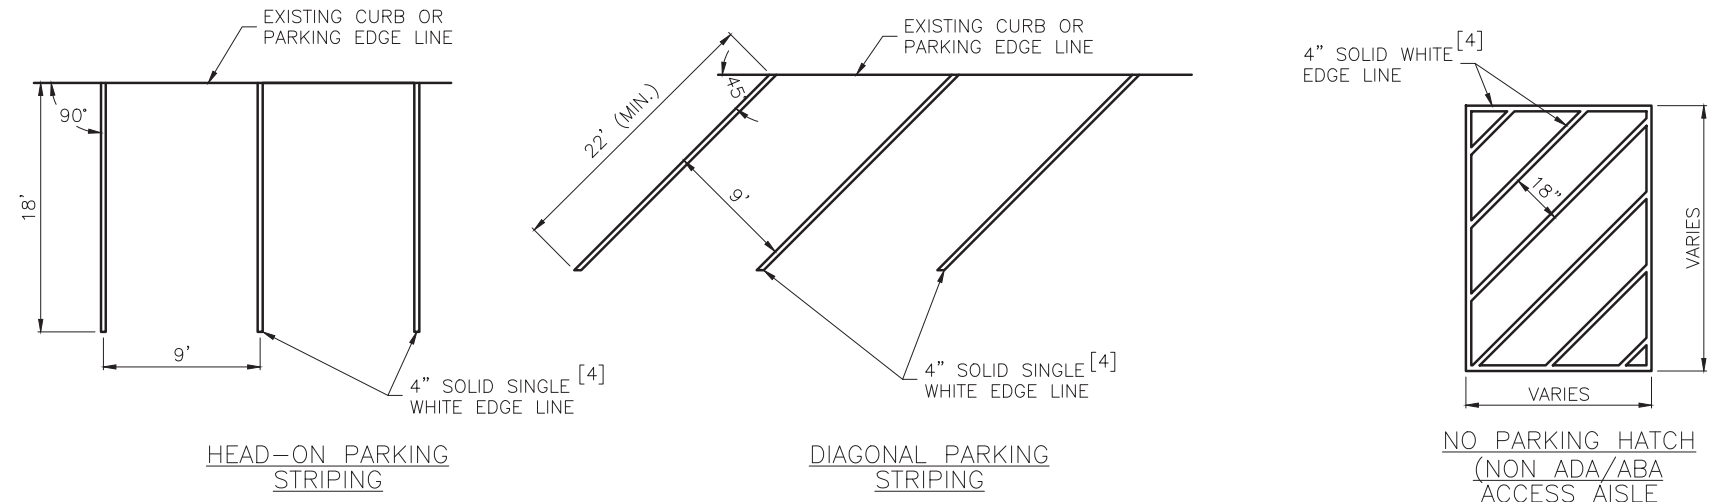 EXISTING CURB OR
PARKING EDGE LINE
90°
18'
9'
4" SOLID SINGLE [4]
WHITE EDGE LINE
HEAD-ON PARKING
STRIPING
EXISTING CURB OR
PARKING EDGE LINE
22' (MIN.)
45°
9'
4" SOLID SINGLE [4]
WHITE EDGE LINE
DIAGONAL PARKING
STRIPING
4" SOLID WHITE [4]
EDGE LINE
18"
VARIES
VARIES
NO PARKING HATCH
(NON ADA/ABA
ACCESS AISLE